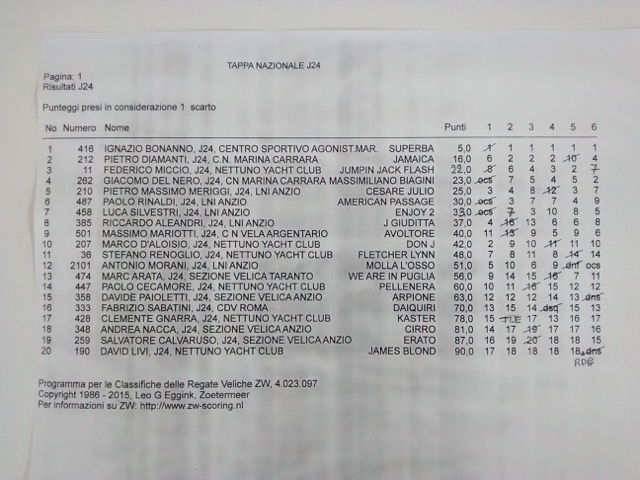 TAPPA NAZIONALE J24
Pagina: 1
Risultati J24
Punteggi presi in considerazione 1 scarto
No Numero Nome Punti 1 2 3 4 5 6
1 416 IGNAZIO BONANNO, J24, CENTRO SPORTIVO AGONIST.MAR. SUPERBA 5,0 1 1 1 1 1 1
2 212 PIETRO DIAMANTI, J24, C.N. MARINA CARRARA JAMAICA 16,0 6 2 2 2 10 4
3 11 FEDERICO MICCIO, J24, NETTUNO YACHT CLUB JUMPIN JACK FLASH 22,0 8 6 4 3 2 7
4 262 GIACOMO DEL NERO, J24, CN MARINA CARRARA MASSIMILIANO BIAGINI 23,0 ocs 7 5 4 5 2
5 210 PIETRO MASSIMO MERIGGI, J24, LNI ANZIO CESARE JULIO 25,0 3 4 8 12 3 7
6 487 PAOLO RINALDI, J24, LNI ANZIO AMERICAN PASSAGE 30,0 ocs 3 7 7 4 9
7 458 LUCA SILVESTRI, J24, LNI ANZIO ENJOY 2 33,0 ocs 7 3 10 8 5
8 385 RICCARDO ALEANDRI, J24, LNI ANZIO J GIUDITTA 37,0 4 16 13 6 6 8
9 501 MASSIMO MARIOTTI, J24, C N VELA ARGENTARIO AVOLTORE 40,0 11 13 9 5 9 6
10 207 MARCO D'ALOISIO, J24, NETTUNO YACHT CLUB DON J 42,0 2 9 10 11 11 10
11 36 STEFANO RENOGLIO, J24, NETTUNO YACHT CLUB FLETCHER LYNN 48,0 7 8 11 8 14 14
12 2101 ANTONIO MORANI, J24, LNI ANZIO MOLLA L'OSSO 51,0 5 10 6 9 dnf ocs
13 474 MARC ARATA, J24, SEZIONE VELICA TARANTO WE ARE IN PUGLIA 56,0 9 14 15 16 7 11
14 447 PAOLO CECAMORE, J24, NETTUNO YACHT CLUB PELLENERA 60,0 10 11 16 15 12 12
15 358 DAVIDE PAIOLETTI, J24, SEZIONE VELICA ANZIO ARPIONE 63,0 12 12 12 14 13 dns
16 333 FABRIZIO SABATINI, J24, CDV ROMA DAIQUIRI 70,0 13 15 14 dsq 15 13
17 428 CLEMENTE GNARRA, J24, NETTUNO YACHT CLUB KASTER 78,0 15 TLE 17 13 16 17
18 348 ANDREA NACCA, J24, SEZIONE VELICA ANZIO CIRRO 81,0 14 17 19 17 17 16
19 259 SALVATORE CALVARUSO, J24, SEZIONE VELICA ANZIO ERATO 87,0 16 19 20 18 18 15
20 190 DAVID LIVI, J24, NETTUNO YACHT CLUB JAMES BLOND 90,0 17 18 18 18 18 dns
RDG
Programma per le Classifiche delle Regate Veliche ZW, 4.023.097
Copyright 1986 - 2015, Leo G Eggink, Zoetermeer
Per informazioni su ZW: http://www.zw-scoring.nl